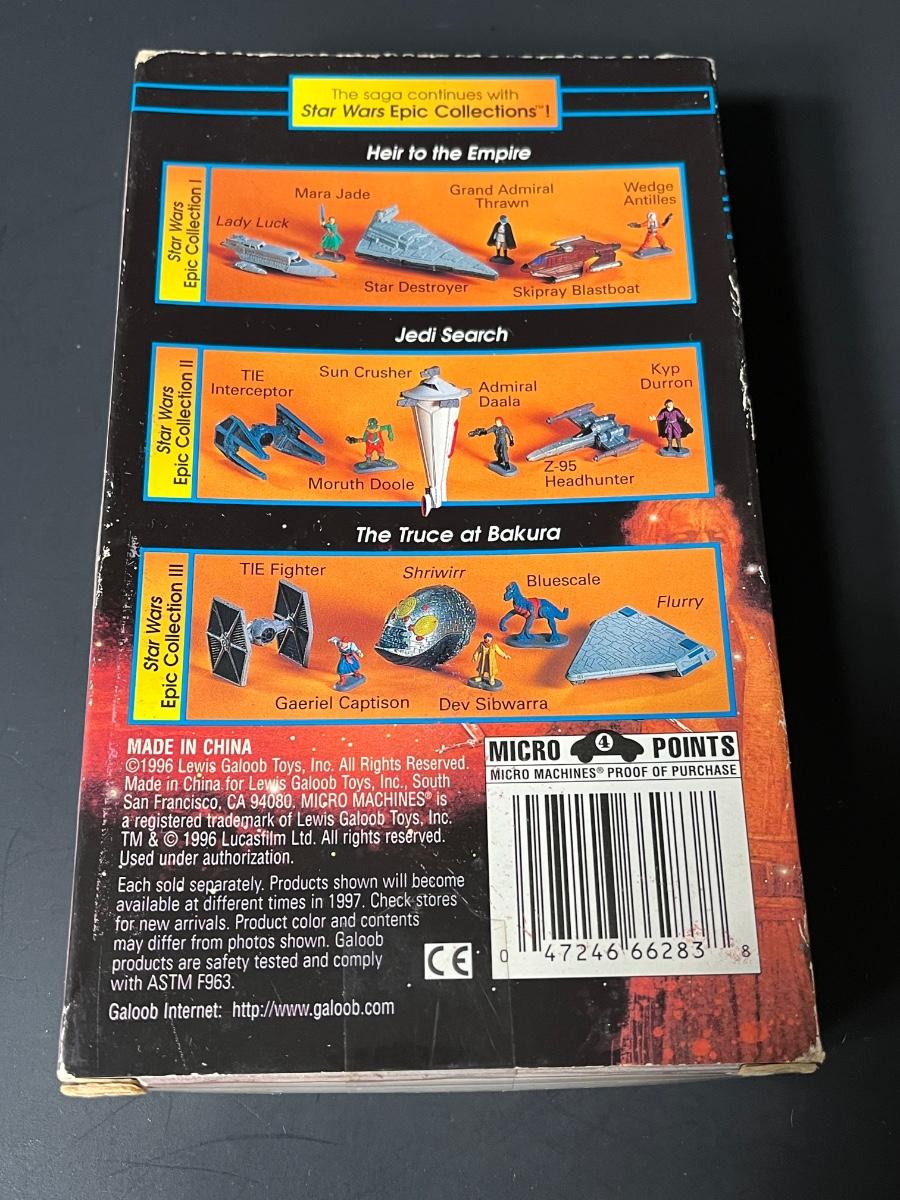 The saga continues with
Star Wars Epic Collections™!
Heir to the Empire
Star Wars
Epic Collection I
Lady Luck
Mara Jade
Star Destroyer
Grand Admiral
Thrawn
Skipray Blastboat
Wedge
Antilles
Jedi Search
Star Wars
Epic Collection II
TIE
Interceptor
Sun Crusher
Moruth Doole
Admiral
Daala
Z-95
Headhunter
Kyp
Durron
The Truce at Bakura
Star Wars
Epic Collection III
TIE Fighter
Gaeriel Captison
Shriwirr
Dev Sibwarra
Bluescale
Flurry
MADE IN CHINA
©1996 Lewis Galoob Toys, Inc. All Rights Reserved.
Made in China for Lewis Galoob Toys, Inc., South
San Francisco, CA 94080. MICRO MACHINES® is
a registered trademark of Lewis Galoob Toys, Inc.
TM & © 1996 Lucasfilm Ltd. All rights reserved.
Used under authorization.
Each sold separately. Products shown will become
available at different times in 1997. Check stores
for new arrivals. Product color and contents
may differ from photos shown. Galoob
products are safety tested and comply
with ASTM F963.
Galoob Internet: http://www.galoob.com
CE
MICRO 4 POINTS
MICRO MACHINES® PROOF OF PURCHASE
0 47246 66283 8